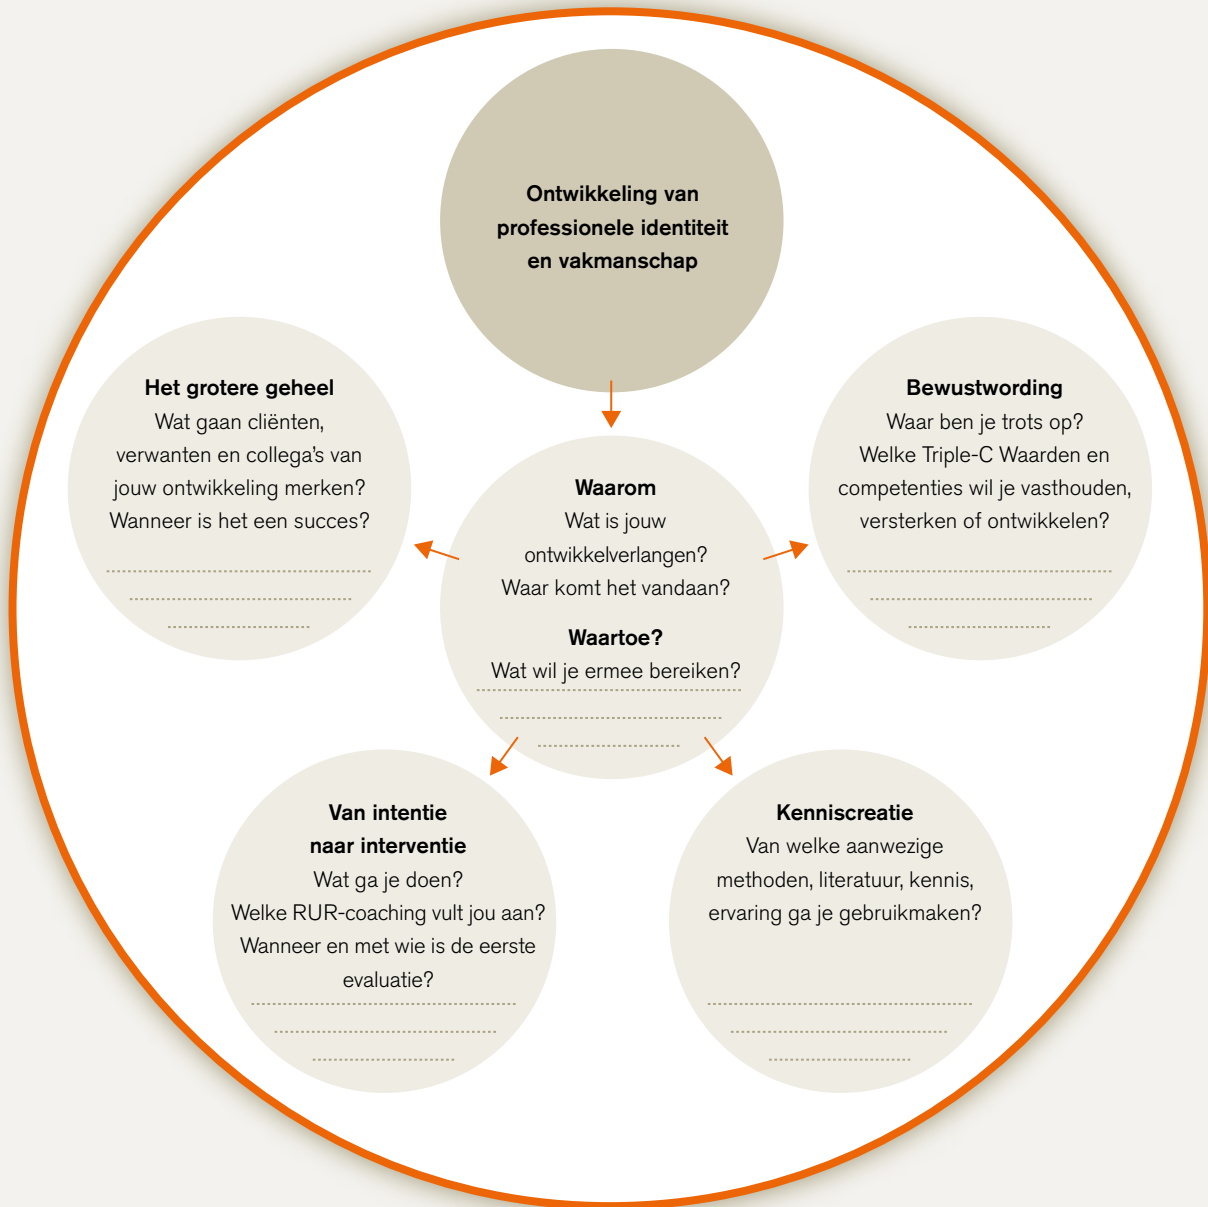 Ontwikkeling van
professionele identiteit
en vakmanschap
Het grotere geheel
Wat gaan cliënten,
verwanten en collega's van
jouw ontwikkeling merken?
Wanneer is het een succes?
Waarom
Wat is jouw
ontwikkelverlangen?
Waar komt het vandaan?
Waartoe?
Wat wil je ermee bereiken?
Bewustwording
Waar ben je trots op?
Welke Triple-C Waarden en
competenties wil je vasthouden,
versterken of ontwikkelen?
Van intentie
naar interventie
Wat ga je doen?
Welke RUR-coaching vult jou aan?
Wanneer en met wie is de eerste
evaluatie?
Kenniscreatie
Van welke aanwezige
methoden, literatuur, kennis,
ervaring ga je gebruikmaken?